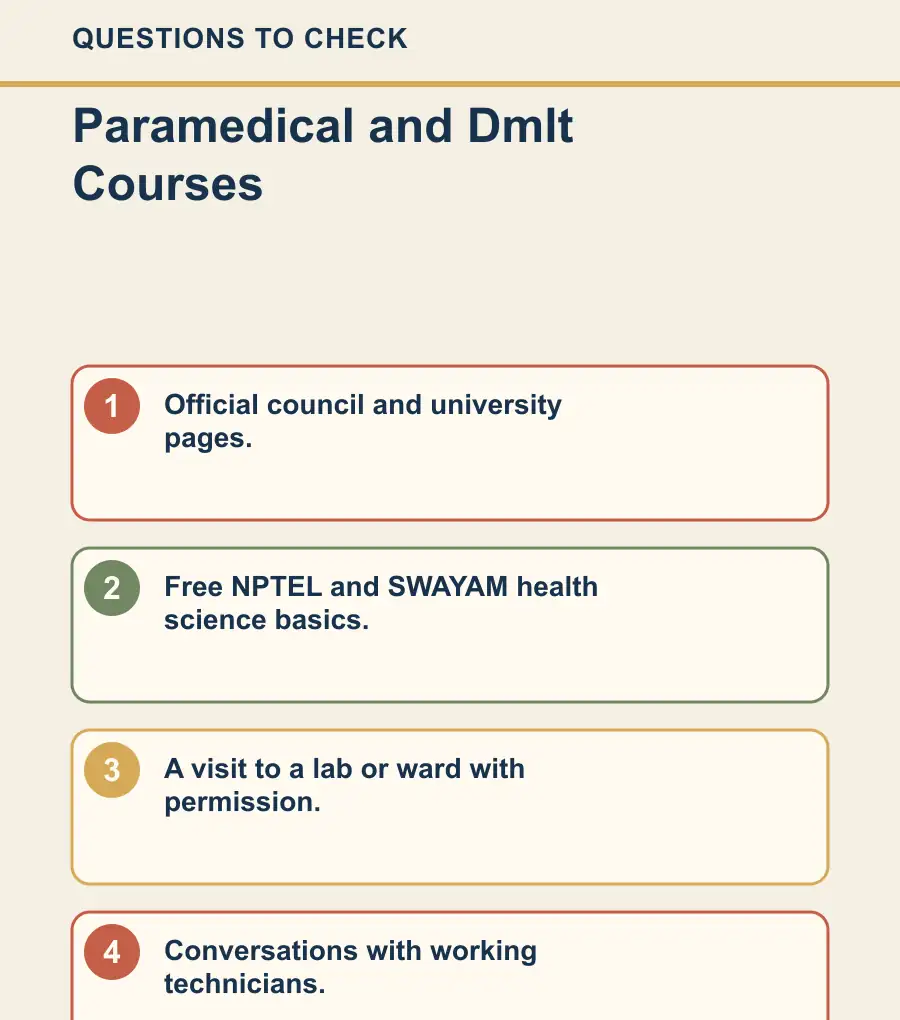 QUESTIONS TO CHECK
Paramedical and Dmlt
Courses
1
Official council and university
pages.
2
Free NPTEL and SWAYAM health
science basics.
3
A visit to a lab or ward with
permission.
4
Conversations with working
technicians.